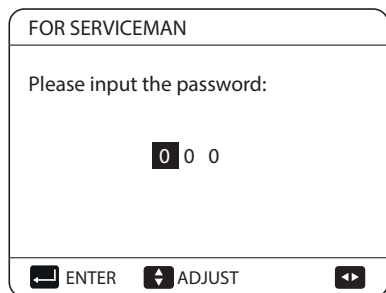 FOR SERVICEMAN
Please input the password:
0 0 0
ENTER ADJUST